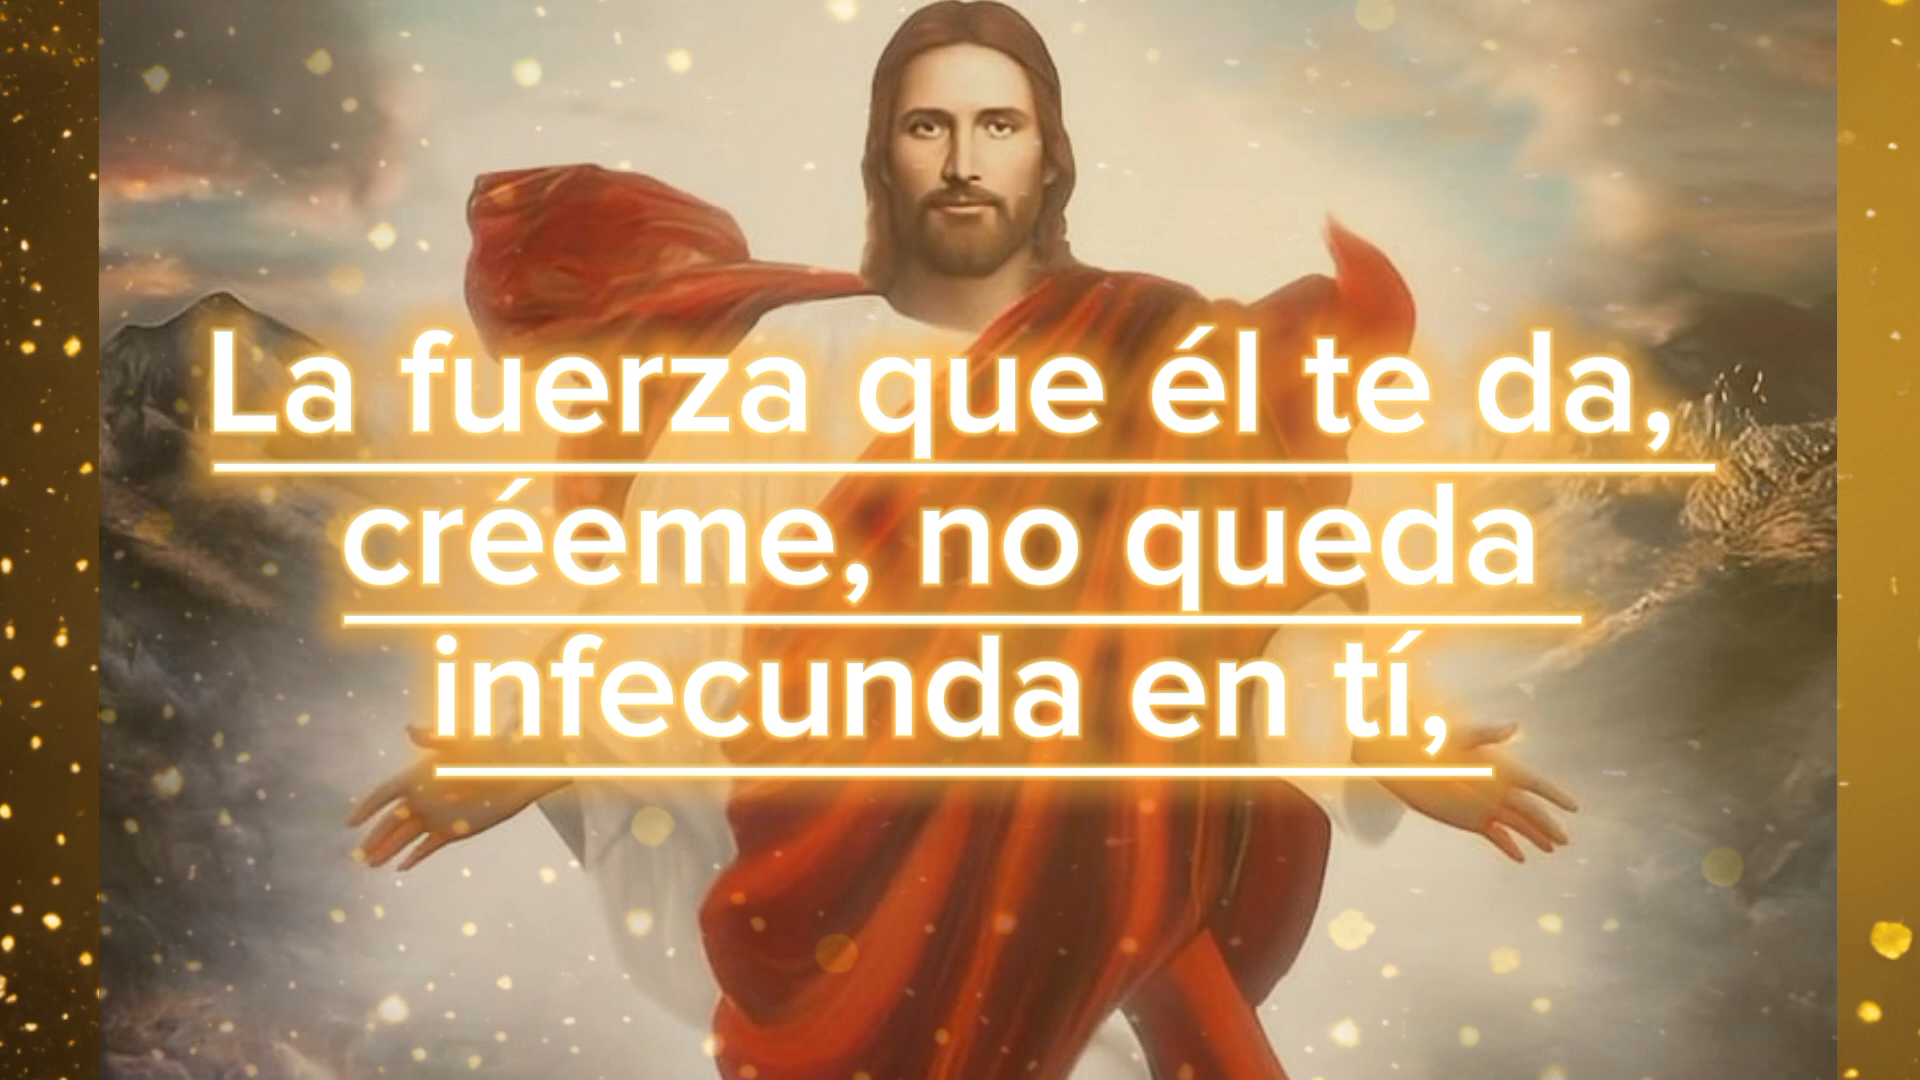 La fuerza que él te da,
créeme, no queda
infecunda en tí,